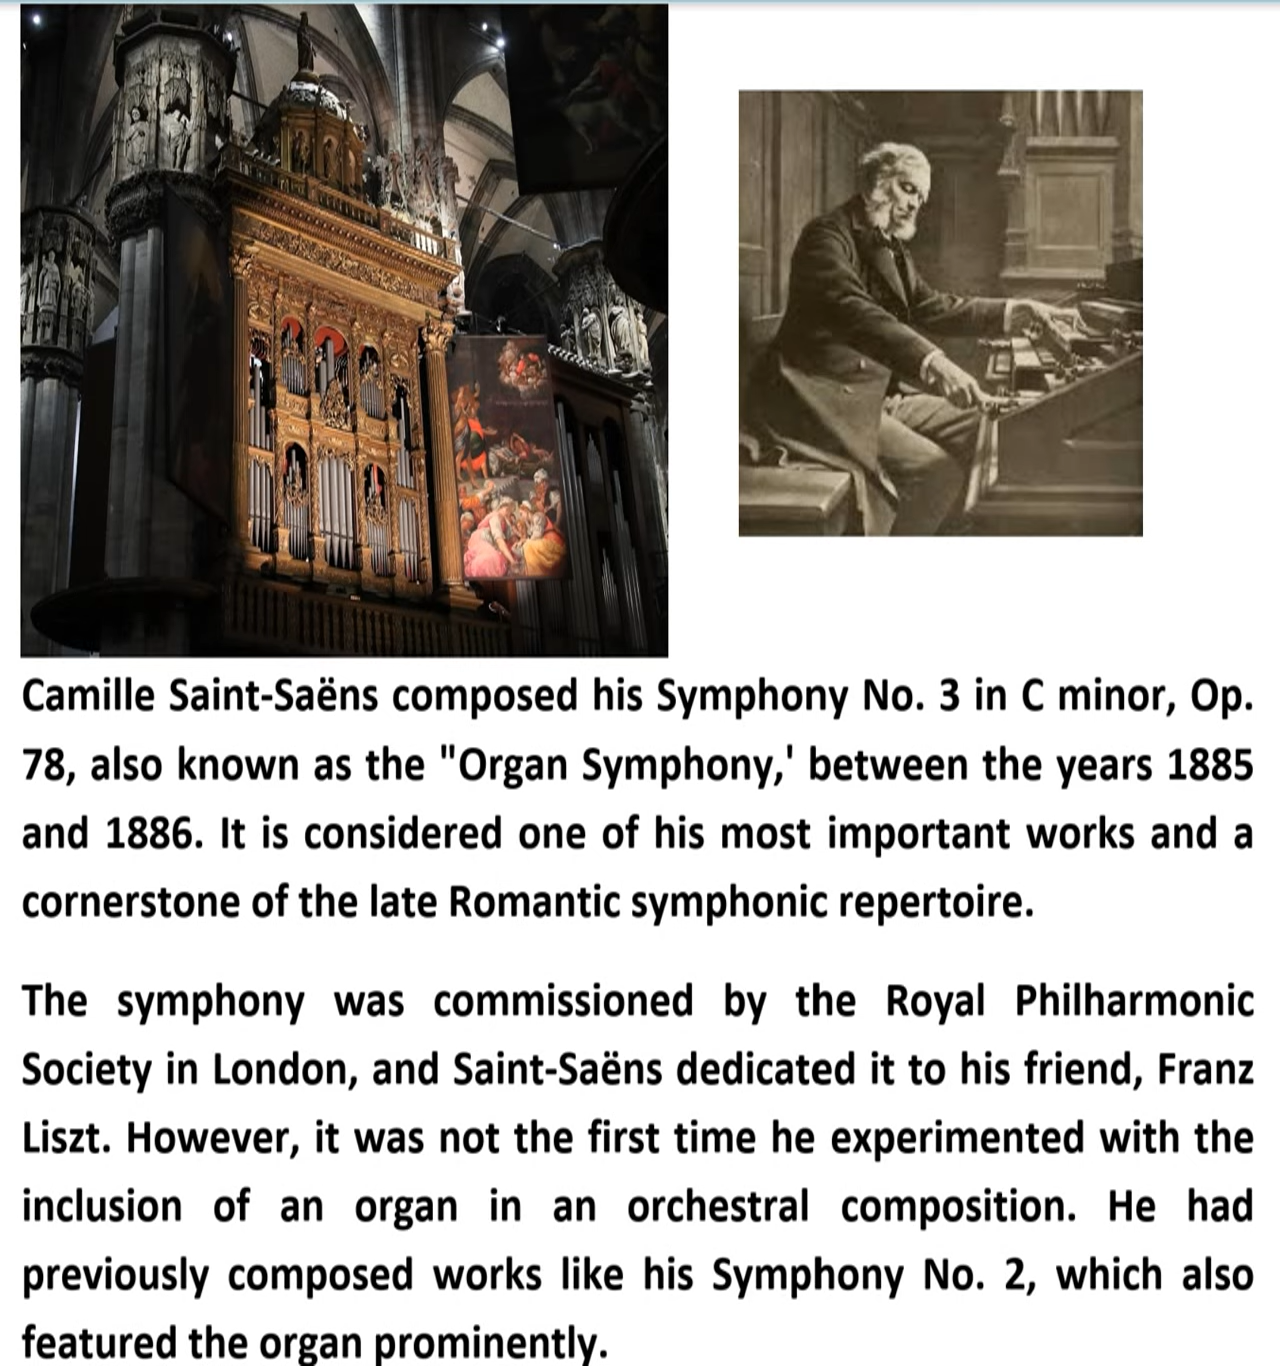 Camille Saint-Saëns composed his Symphony No. 3 in C minor, Op.
78, also known as the "Organ Symphony,' between the years 1885
and 1886. It is considered one of his most important works and a
cornerstone of the late Romantic symphonic repertoire.
The symphony was commissioned by the Royal Philharmonic
Society in London, and Saint-Saëns dedicated it to his friend, Franz
Liszt. However, it was not the first time he experimented with the
inclusion of an organ in an orchestral composition. He had
previously composed works like his Symphony No. 2, which also
featured the organ prominently.